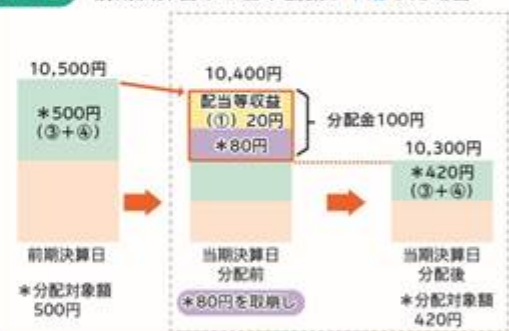 10,500円
*500円
(③+④)
前期決算日
*分配対象額
500円
10,400円
配当等収益
(①) 20円
*80円
分配金100円
当期決算日
分配前
*80円を取崩し
10,300円
*420円
(③+④)
当期決算日
分配後
*分配対象額
420円